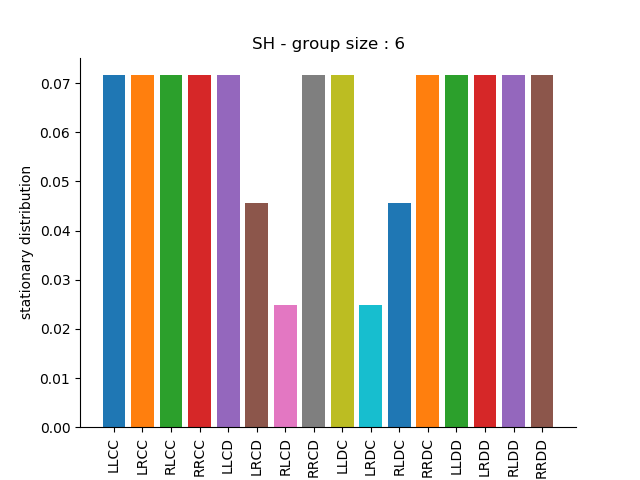 SH - group size : 6
stationary distribution
0.07
0.06
0.05
0.04
0.03
0.02
0.01
0.00
LLCC
LRCC
RLCC
RRCC
LLCD
LRCD
RLCD
RRCD
LLDC
LRDC
RLDC
RRDC
LLDD
LRDD
RLDD
RRDD